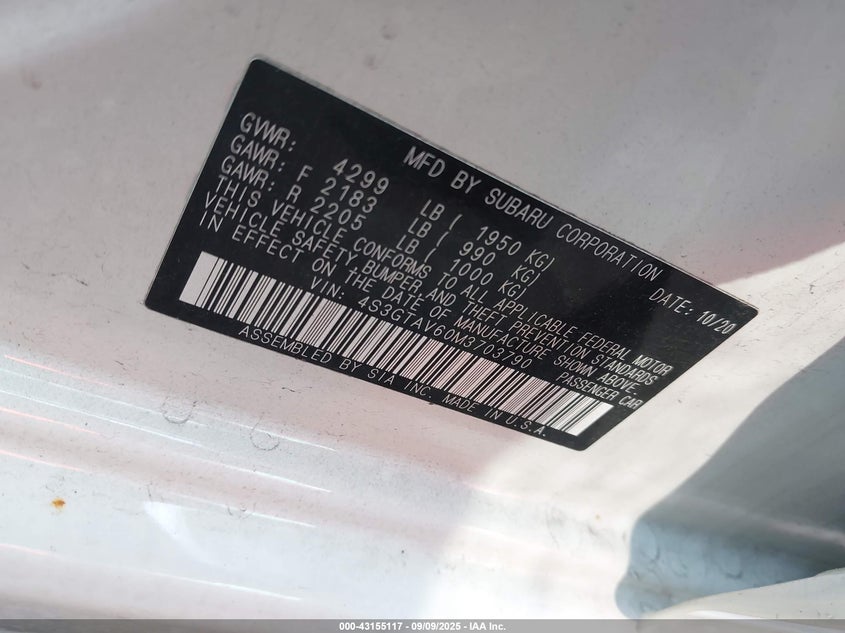 MFD BY SUBARU CORPORATION DATE: 10/20
GVWR: 4299 LB ( 1950 KG)
GAWR: F 2183 LB ( 990 KG)
GAWR: R 2205 LB ( 1000 KG)
THIS VEHICLE CONFORMS TO ALL APPLICABLE FEDERAL MOTOR
VEHICLE SAFETY BUMPER AND THEFT PREVENTION STANDARDS
IN EFFECT ON THE DATE OF MANUFACTURE SHOWN ABOVE.
VIN: 4S3GTAV60M3703790 PASSENGER CAR
ASSEMBLED BY SIA INC. MADE IN U.S.A.
000-43155117 - 09/09/2025 - IAA Inc.